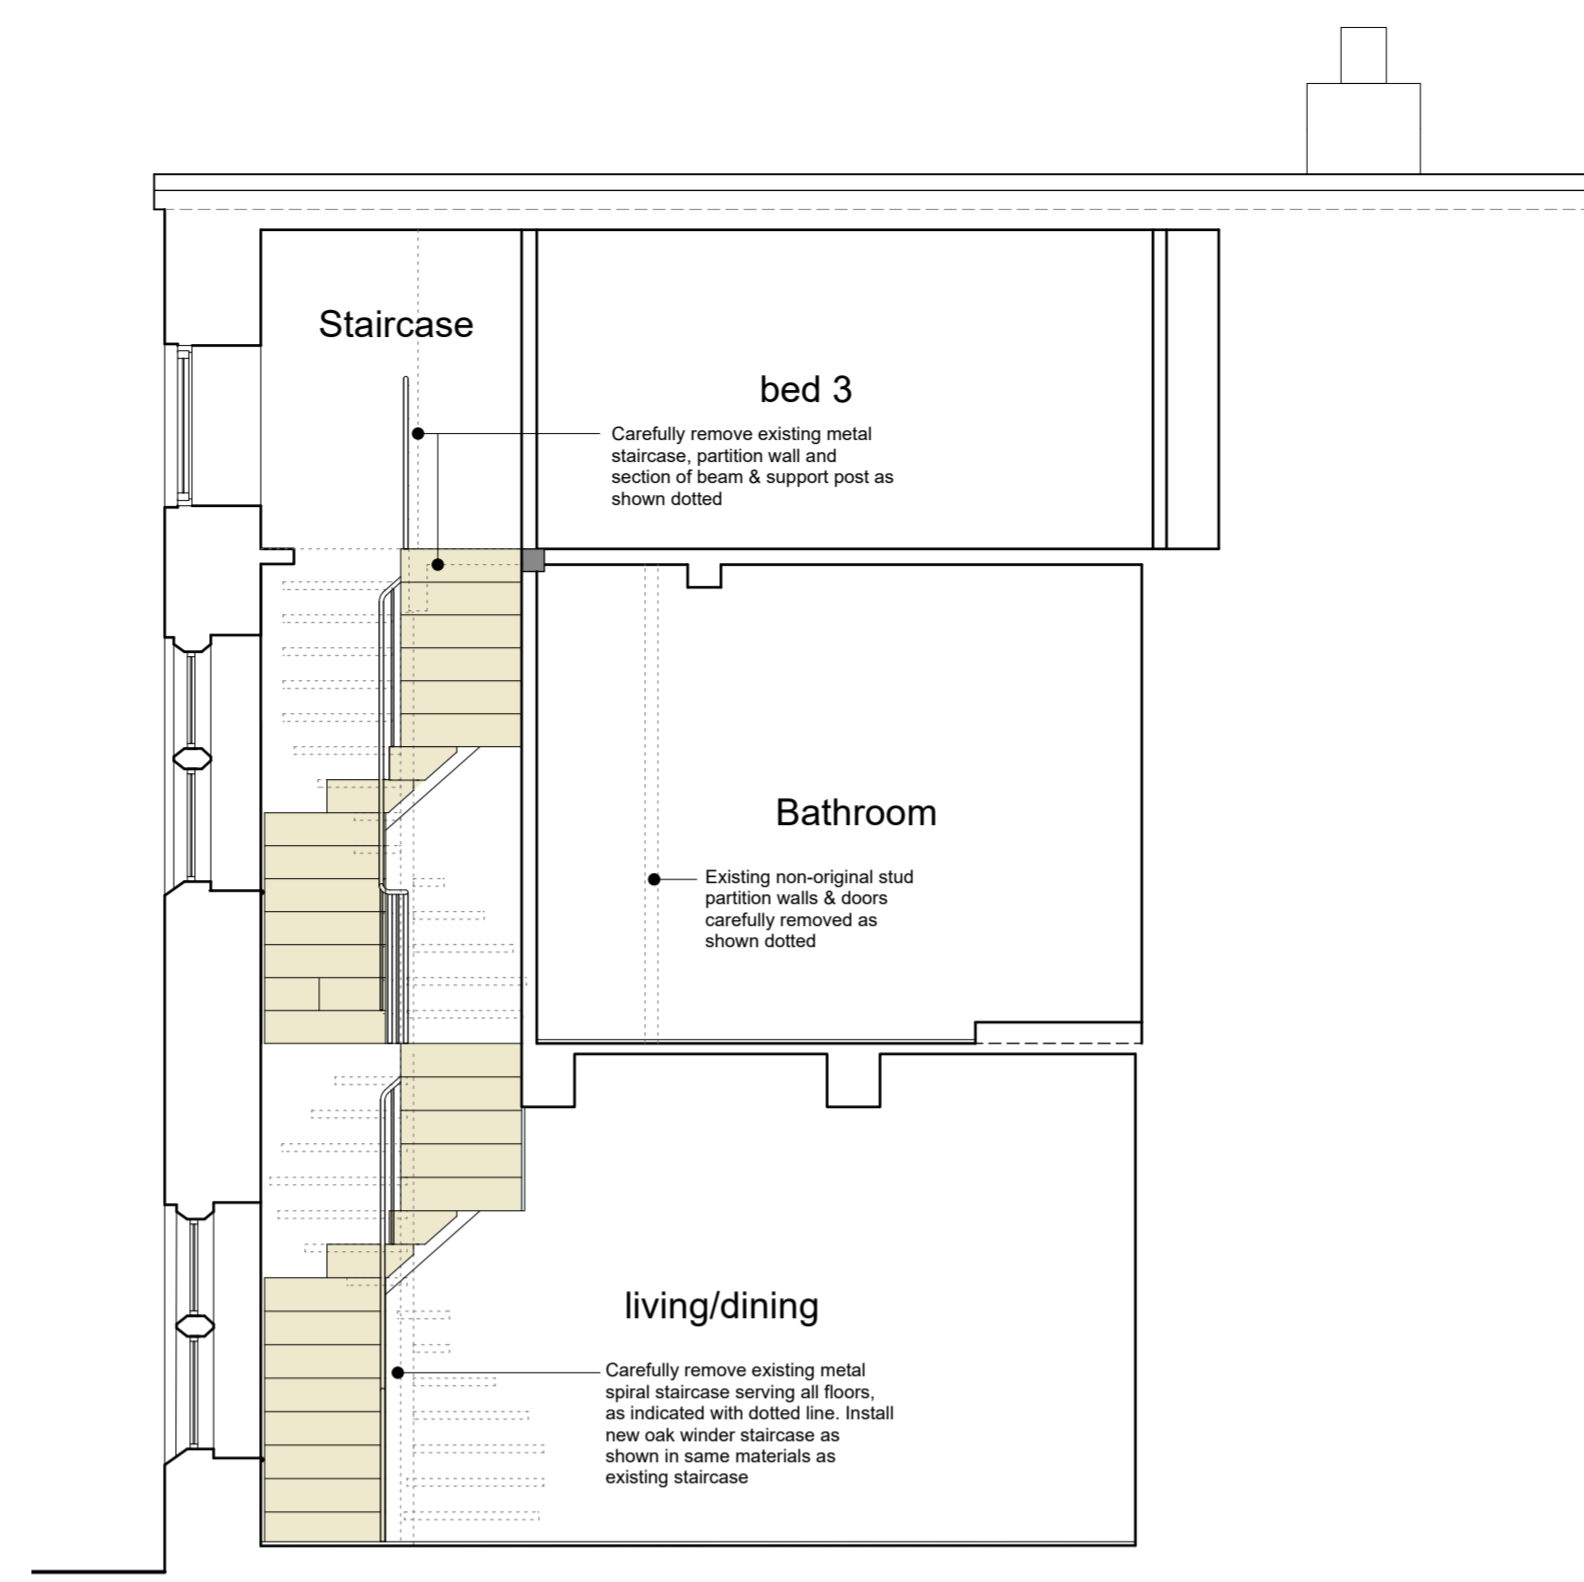 Staircase
bed 3
Carefully remove existing metal
staircase, partition wall and
section of beam & support post as
shown dotted
Bathroom
Existing non-original stud
partition walls & doors
carefully removed as
shown dotted
living/dining
Carefully remove existing metal
spiral staircase serving all floors,
as indicated with dotted line. Install
new oak winder staircase as
shown in same materials as
existing staircase